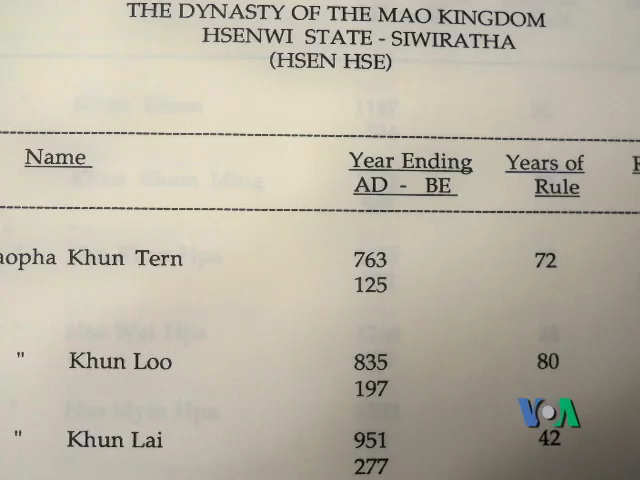 THE DYNASTY OF THE MAO KINGDOM
HSENWI STATE - SIWIRATHA
(HSEN HSE)
Name Year Ending Years of
AD - BE Rule
aopha Khun Tern 763 72
125
" Khun Loo 835 80
197
VOA
" Khun Lai 951 42
277